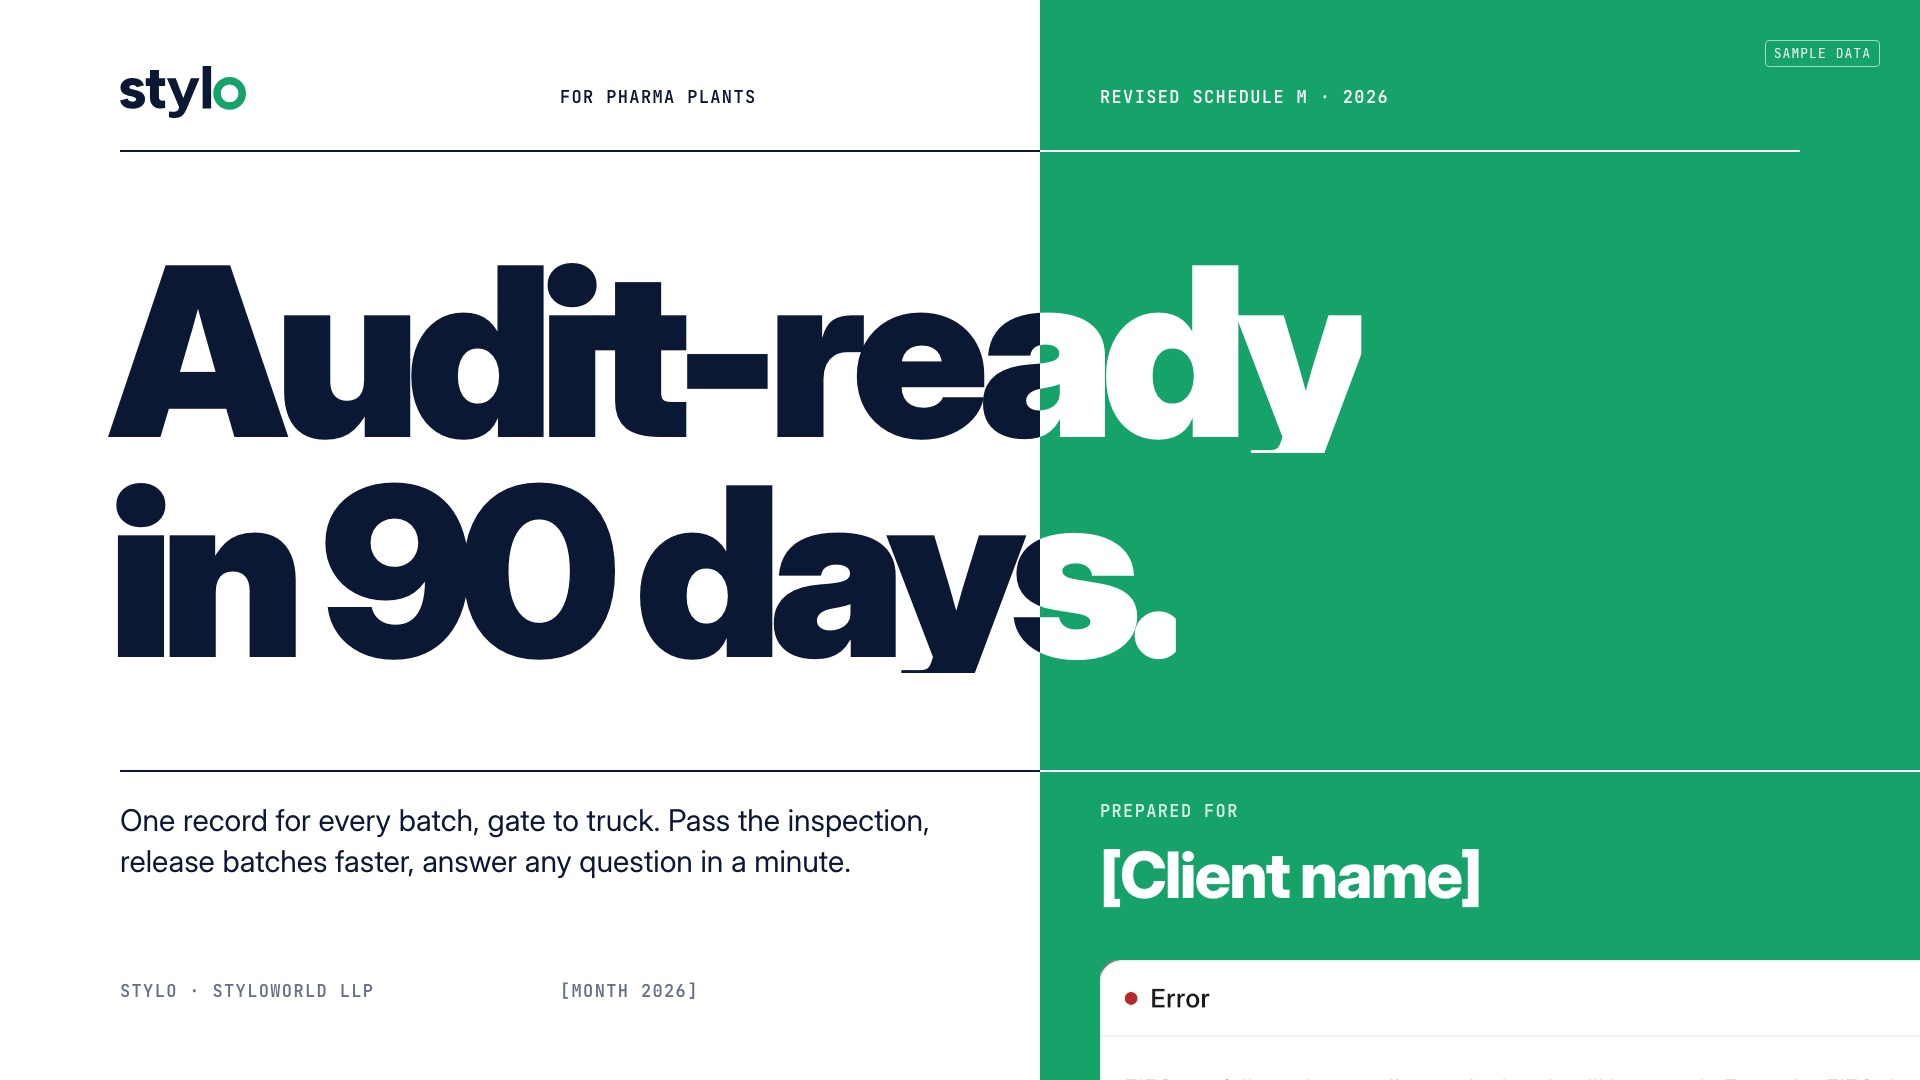 stylo
FOR PHARMA PLANTS
REVISED SCHEDULE M · 2026
SAMPLE DATA
Audit-ready
in 90 days.
One record for every batch, gate to truck. Pass the inspection,
release batches faster, answer any question in a minute.
STYLO · STYLOWORLD LLP
[MONTH 2026]
PREPARED FOR
[Client name]
Error